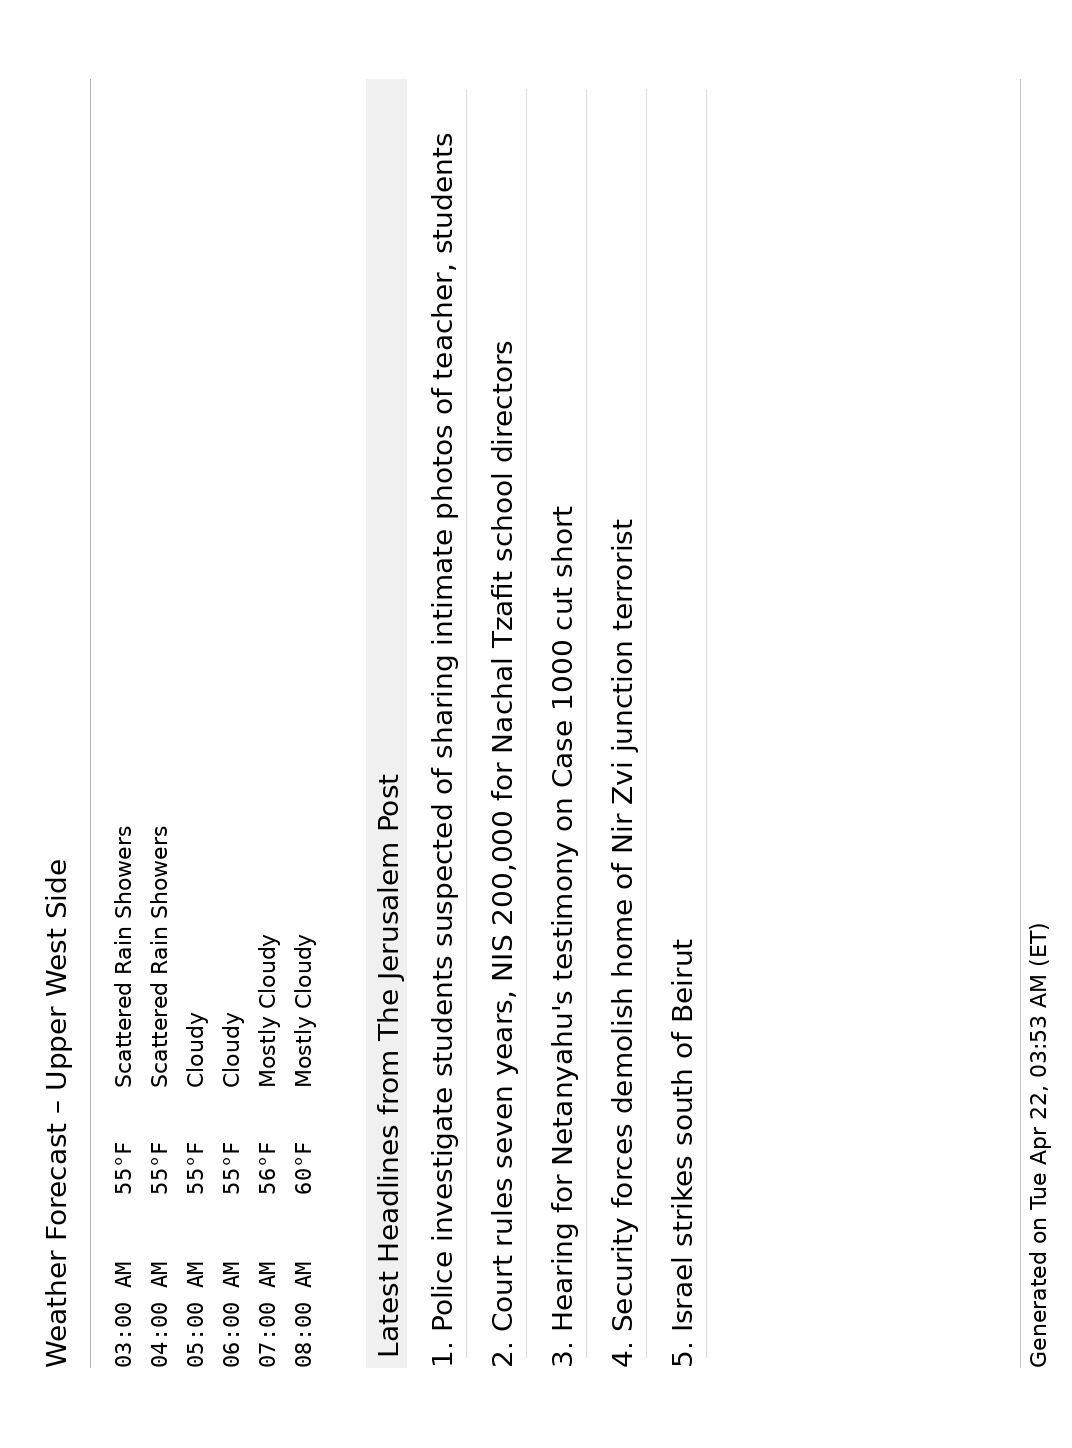 Weather Forecast – Upper West Side
03:00 AM 55°F Scattered Rain Showers
04:00 AM 55°F Scattered Rain Showers
05:00 AM 55°F Cloudy
06:00 AM 55°F Cloudy
07:00 AM 56°F Mostly Cloudy
08:00 AM 60°F Mostly Cloudy
Latest Headlines from The Jerusalem Post
1. Police investigate students suspected of sharing intimate photos of teacher, students
2. Court rules seven years, NIS 200,000 for Nachal Tzafit school directors
3. Hearing for Netanyahu's testimony on Case 1000 cut short
4. Security forces demolish home of Nir Zvi junction terrorist
5. Israel strikes south of Beirut
Generated on Tue Apr 22, 03:53 AM (ET)